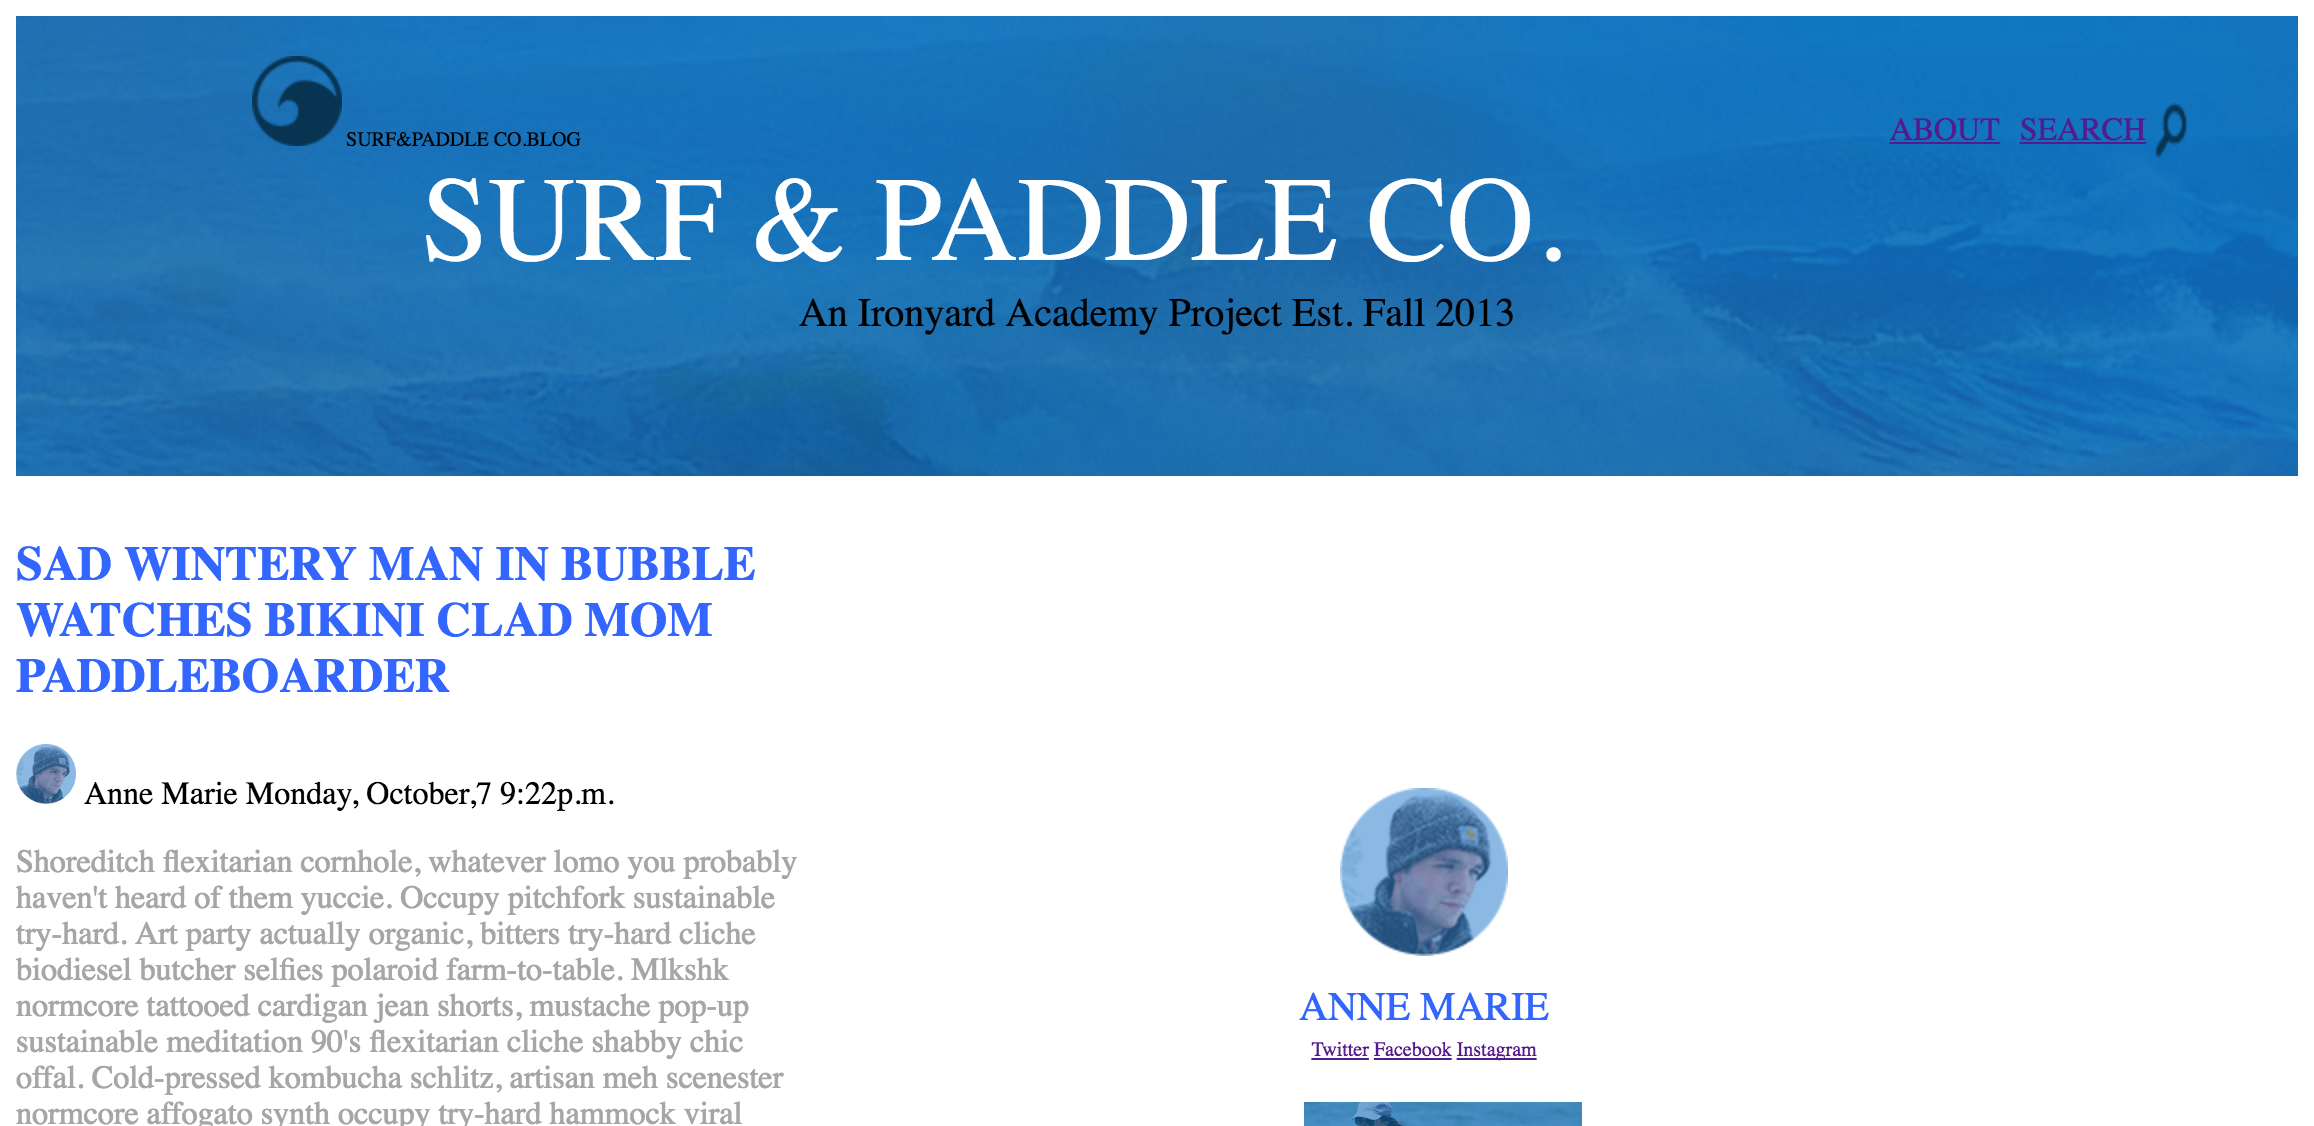 SURF&PADDLE CO.BLOG
ABOUT SEARCH
SURF & PADDLE CO.
An Ironyard Academy Project Est. Fall 2013
SAD WINTERY MAN IN BUBBLE
WATCHES BIKINI CLAD MOM
PADDLEBOARDER
Anne Marie Monday, October,7 9:22p.m.
Shoreditch flexitarian cornhole, whatever lomo you probably
haven't heard of them yuccie. Occupy pitchfork sustainable
try-hard. Art party actually organic, bitters try-hard cliche
biodiesel butcher selfies polaroid farm-to-table. Mlkshk
normcore tattooed cardigan jean shorts, mustache pop-up
sustainable meditation 90's flexitarian cliche shabby chic
offal. Cold-pressed kombucha schlitz, artisan meh scenester
normcore affogato synth occupy try-hard hammock viral
ANNE MARIE
Twitter Facebook Instagram